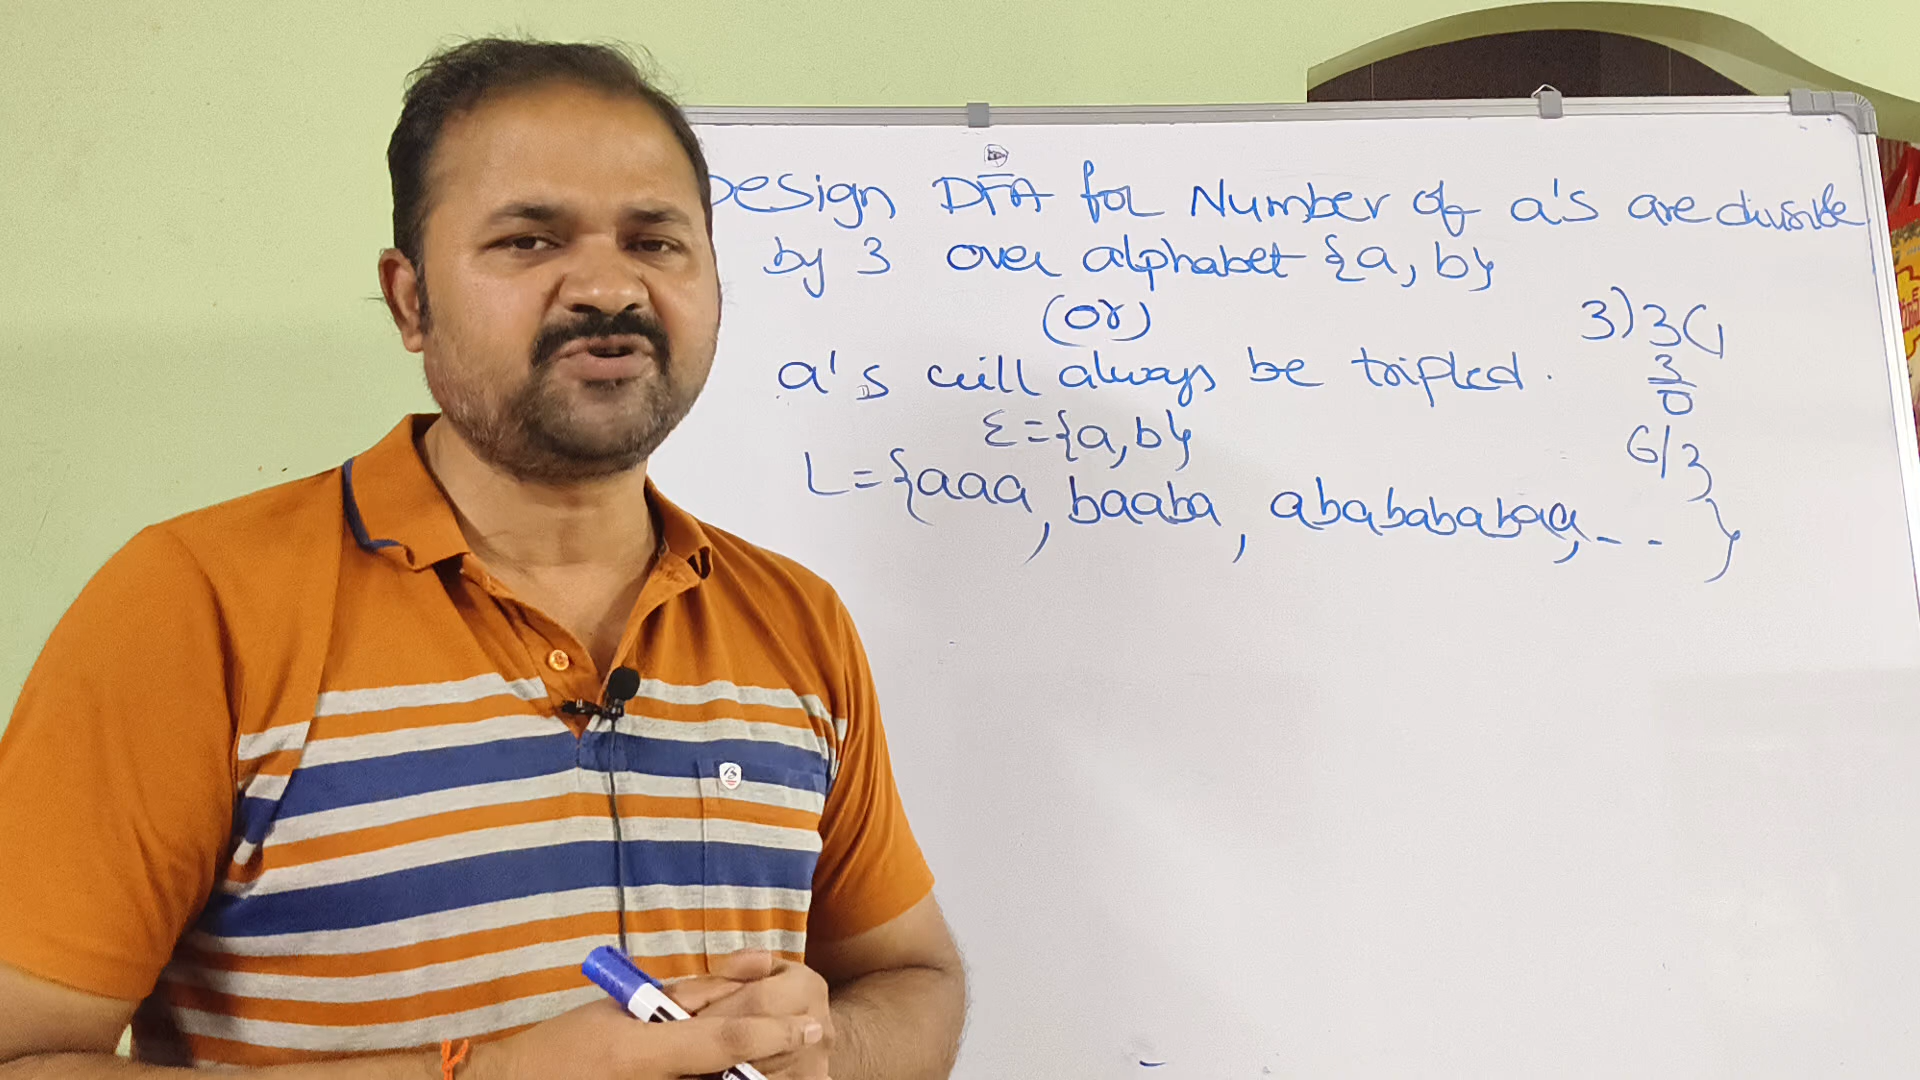 Design DFA for Number of a's are divisible
by 3 over alphabet {a, b}
(or)
a's will always be tripled.
3)3(1
3
0
Σ={a,b}
6/3
L={aaa, baaba, abababababaa, - - }